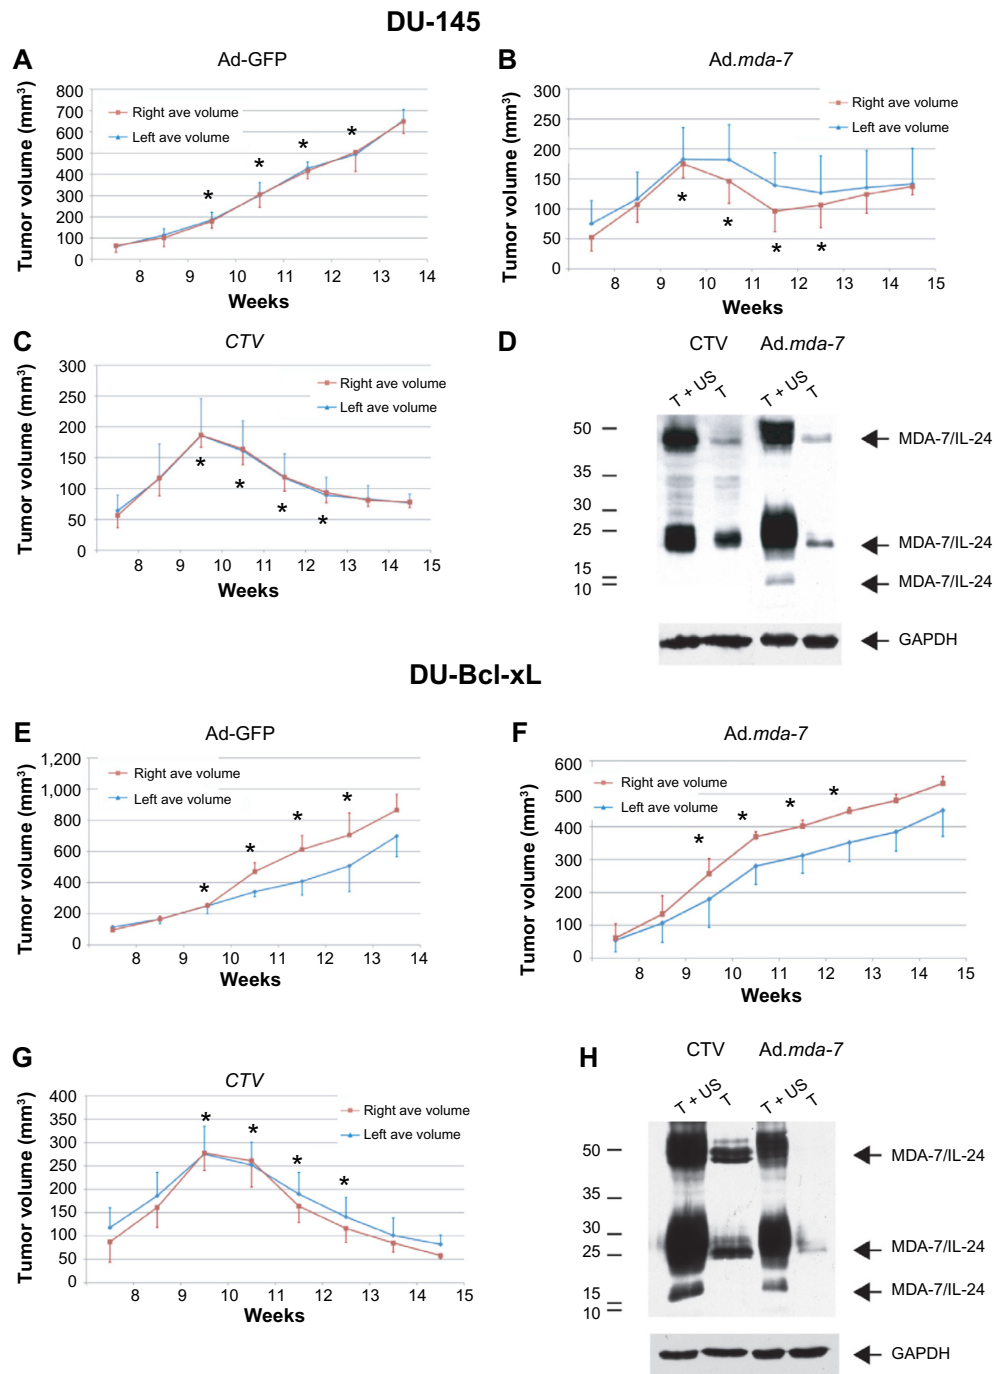 DU-145
A
Ad-GFP
Tumor volume (mm³)
800
700
600
500
400
300
200
100
0
Right ave volume
Left ave volume
*
*
*
*
8 9 10 11 12 13 14
Weeks
B
Ad.mda-7
Tumor volume (mm³)
300
250
200
150
100
50
0
Right ave volume
Left ave volume
*
*
*
*
8 9 10 11 12 13 14 15
Weeks
C
CTV
Tumor volume (mm³)
300
250
200
150
100
50
0
Right ave volume
Left ave volume
*
*
*
*
8 9 10 11 12 13 14 15
Weeks
D
CTV Ad.mda-7
T + US T T + US T
50
35
30
25
15
10
MDA-7/IL-24
MDA-7/IL-24
MDA-7/IL-24
GAPDH
DU-Bcl-xL
E
Ad-GFP
Tumor volume (mm³)
1,200
1,000
800
600
400
200
0
Right ave volume
Left ave volume
*
*
*
*
8 9 10 11 12 13 14
Weeks
F
Ad.mda-7
Tumor volume (mm³)
600
500
400
300
200
100
0
Right ave volume
Left ave volume
*
*
*
*
8 9 10 11 12 13 14 15
Weeks
G
CTV
Tumor volume (mm³)
400
350
300
250
200
150
100
50
0
Right ave volume
Left ave volume
*
*
*
*
8 9 10 11 12 13 14 15
Weeks
H
CTV Ad.mda-7
T + US T T + US T
50
35
30
25
15
10
MDA-7/IL-24
MDA-7/IL-24
MDA-7/IL-24
GAPDH